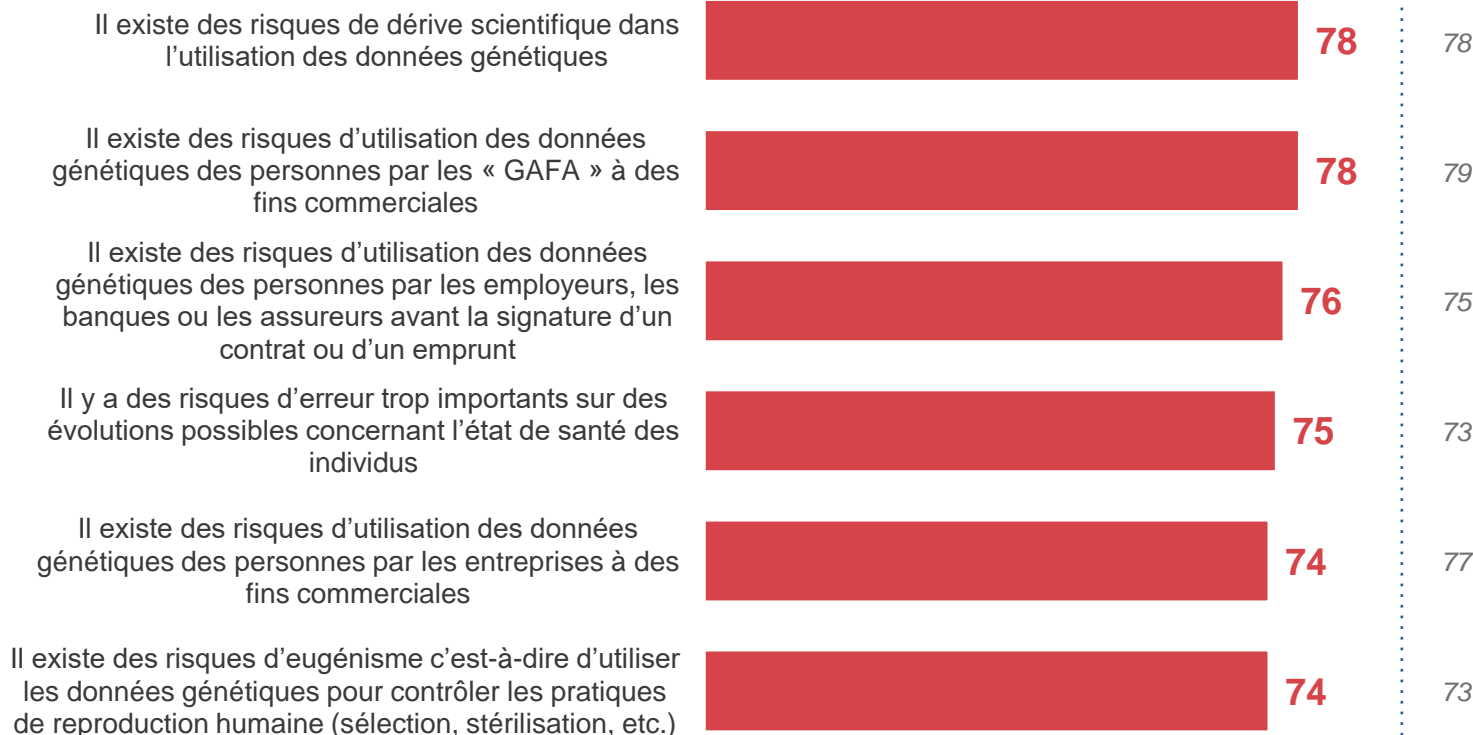 Il existe des risques de dérive scientifique dans
l’utilisation des données génétiques
78
78
Il existe des risques d’utilisation des données
génétiques des personnes par les « GAFA » à des
fins commerciales
78
79
Il existe des risques d’utilisation des données
génétiques des personnes par les employeurs, les
banques ou les assureurs avant la signature d’un
contrat ou d’un emprunt
76
75
Il y a des risques d’erreur trop importants sur des
évolutions possibles concernant l’état de santé des
individus
75
73
Il existe des risques d’utilisation des données
génétiques des personnes par les entreprises à des
fins commerciales
74
77
Il existe des risques d’eugénisme c’est-à-dire d’utiliser
les données génétiques pour contrôler les pratiques
de reproduction humaine (sélection, stérilisation, etc.)
74
73